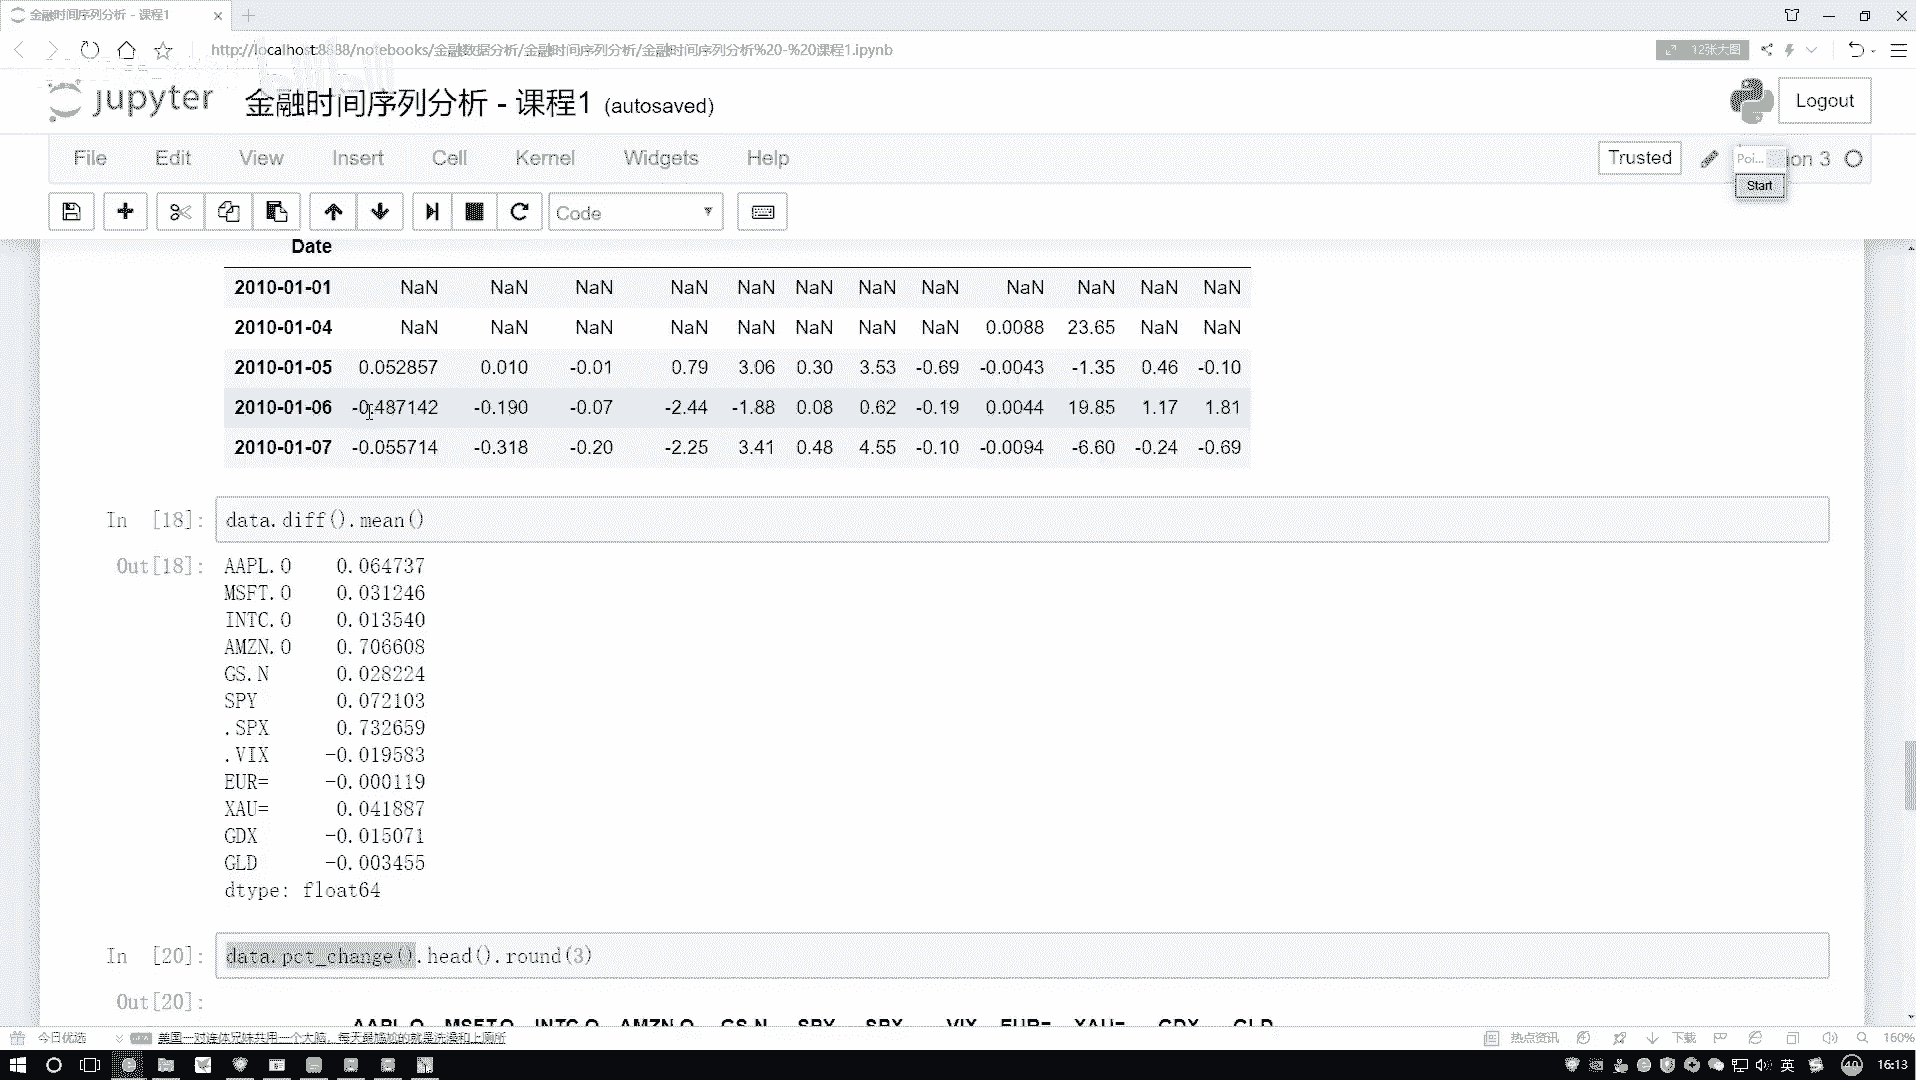 金融时间序列分析 - 课程1
http://localhost:8888/notebooks/金融数据分析/金融时间序列分析/金融时间序列分析%20-%20课程1.ipynb
12张大图
jupyter 金融时间序列分析 - 课程1 (autosaved)
Logout
File Edit View Insert Cell Kernel Widgets Help
Trusted
Poi...
on 3
Start
Code
Date
2010-01-01 NaN NaN NaN NaN NaN NaN NaN NaN NaN NaN NaN NaN
2010-01-04 NaN NaN NaN NaN NaN NaN NaN NaN 0.0088 23.65 NaN NaN
2010-01-05 0.052857 0.010 -0.01 0.79 3.06 0.30 3.53 -0.69 -0.0043 -1.35 0.46 -0.10
2010-01-06 -0.487142 -0.190 -0.07 -2.44 -1.88 0.08 0.62 -0.19 0.0044 19.85 1.17 1.81
2010-01-07 -0.055714 -0.318 -0.20 -2.25 3.41 0.48 4.55 -0.10 -0.0094 -6.60 -0.24 -0.69
In [18]: data.diff().mean()
Out[18]: AAPL.O 0.064737
MSFT.O 0.031246
INTC.O 0.013540
AMZN.O 0.706608
GS.N 0.028224
SPY 0.072103
.SPX 0.732659
.VIX -0.019583
EUR= -0.000119
XAU= 0.041887
GDX -0.015071
GLD -0.003455
dtype: float64
In [20]: data.pct_change().head().round(3)
Out[20]:
AAPL.O MSFT.O INTC.O AMZN.O GS.N SPY .SPX .VIX EUR= XAU= GDX GLD
今日优选
美国一对连体兄妹共用一个大脑，每天最尴尬的就是洗澡和上厕所
热点资讯
下载
160%
英
40
16:13